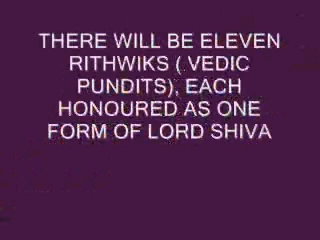 THERE WILL BE ELEVEN
RITHWIKS ( VEDIC
PUNDITS), EACH
HONOURED AS ONE
FORM OF LORD SHIVA